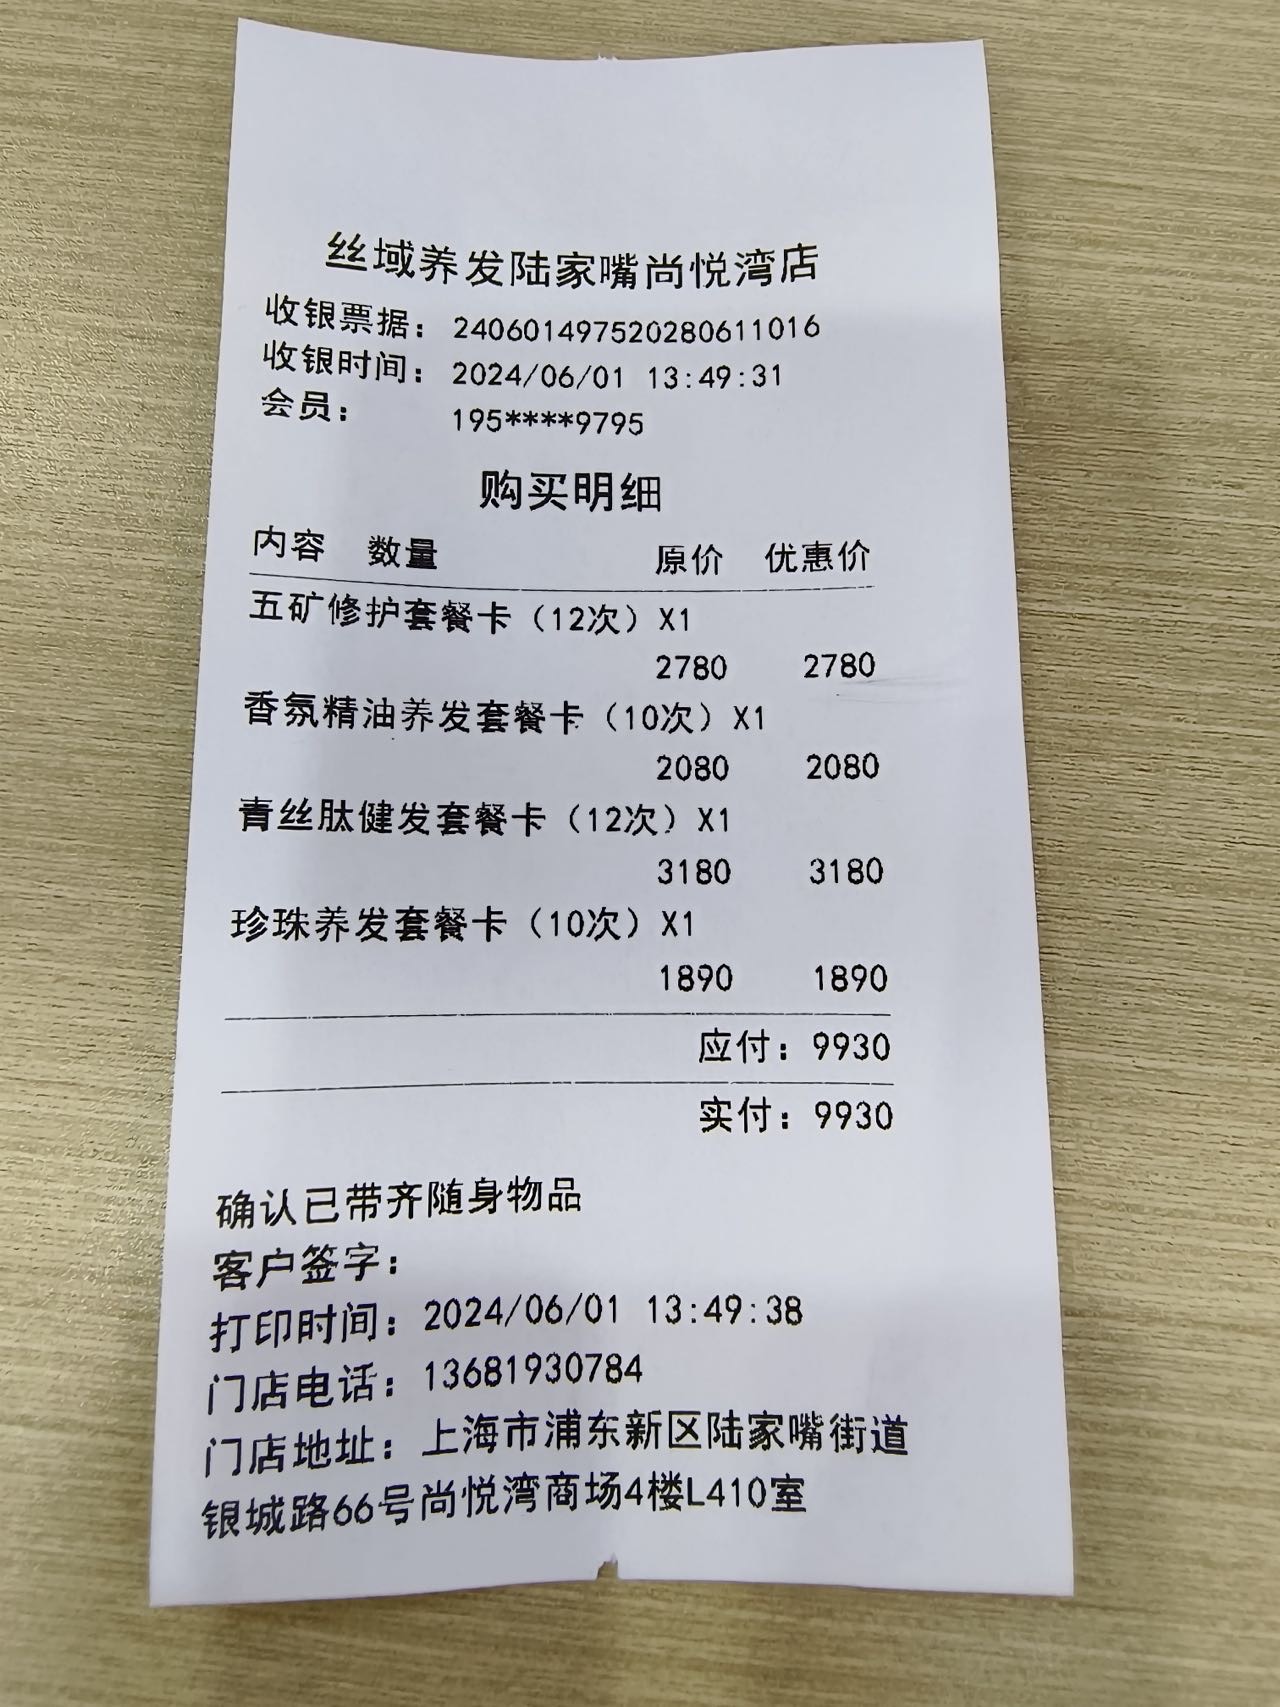 丝域养发陆家嘴尚悦湾店
收银票据：240601497520280611016
收银时间：2024/06/01 13:49:31
会员：195****9795
购买明细
内容 数量 原价 优惠价
五矿修护套餐卡（12次）X1
2780 2780
香氛精油养发套餐卡（10次）X1
2080 2080
青丝肽健发套餐卡（12次）X1
3180 3180
珍珠养发套餐卡（10次）X1
1890 1890
应付：9930
实付：9930
确认已带齐随身物品
客户签字：
打印时间：2024/06/01 13:49:38
门店电话：13681930784
门店地址：上海市浦东新区陆家嘴街道
银城路66号尚悦湾商场4楼L410室